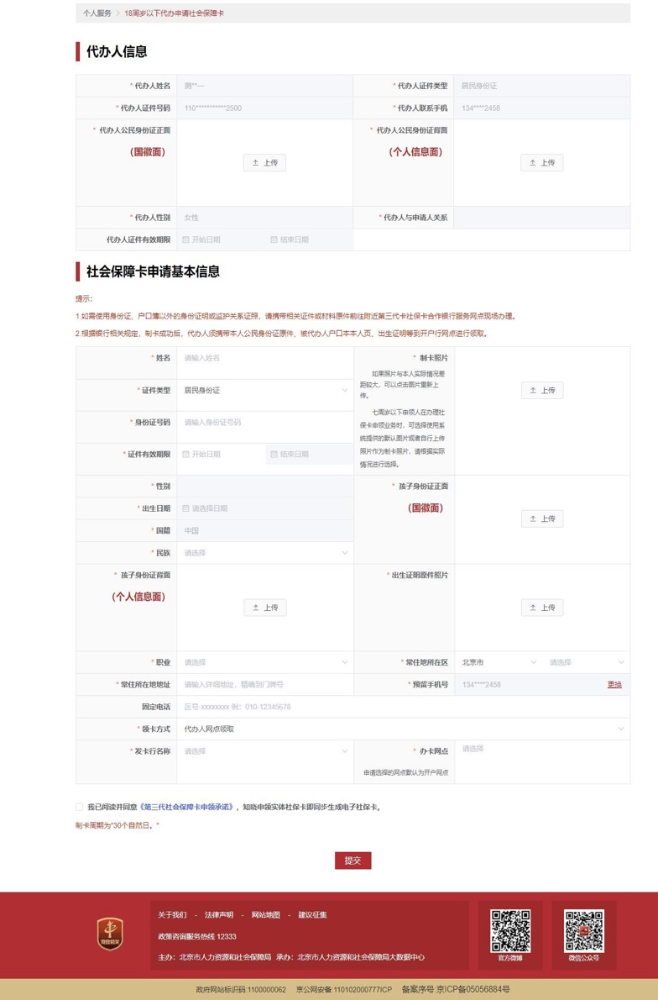 个人服务 > 18周岁以下代办申请社会保障卡
代办人信息
* 代办人姓名 测**一 * 代办人证件类型 居民身份证
* 代办人证件号码 110***********2500 * 代办人联系手机 134****2458
* 代办人公民身份证正面 * 代办人公民身份证背面
(国徽面) 上传 (个人信息面) 上传
* 代办人性别 女性 * 代办人与申请人关系
代办人证件有效期限 开始日期 结束日期
社会保障卡申请基本信息
提示:
1.如需使用身份证、户口簿以外的身份证明或监护关系证照,请携带相关证件或材料原件前往附近第三代卡社保卡合作银行服务网点现场办理。
2.根据银行相关规定,制卡成功后,代办人须携带本人公民身份证原件、被代办人户口本本人页、出生证明等到开户行网点进行领取。
* 姓名 请输入姓名
* 证件类型 居民身份证
* 身份证号码 请输入身份证号码
* 证件有效期限 开始日期 结束日期
* 制卡照片
如果照片与本人实际情况差
距较大,可以点击图片重新上
传。
七周岁以下申领人在办理社
保卡申领业务时,可选择使用系
统提供的默认图片或者自行上传
照片作为制卡照片,请根据实际
情况进行选择。
上传
* 性别
* 出生日期 请选择日期
* 国籍 中国
* 民族 请选择
* 孩子身份证正面
(国徽面)
上传
* 孩子身份证背面
(个人信息面)
上传
* 出生证明原件照片
上传
* 职业 请选择 * 常住地所在区 北京市 请选择
* 常住所在地地址 请输入详细地址,精确到门牌号 * 预留手机号 134****2458 更换
固定电话 区号-xxxxxxxx 例:010-12345678
* 领卡方式 代办人网点领取
* 发卡行名称 请选择 * 办卡网点 请选择
申请选择的网点默认为开户网点
我已阅读并同意《第三代社会保障卡申领承诺》,知晓申领实体社保卡即同步生成电子社保卡。
制卡周期为"30个自然日。"
提交
党政机关
关于我们 - 法律声明 - 网站地图 - 建议征集
政策咨询服务热线 12333
主办:北京市人力资源和社会保障局 承办:北京市人力资源和社会保障局大数据中心
官方微博 微信公众号
政府网站标识码:1100000062 京公网安备:110102000777ICP 备案序号:京ICP备05056884号